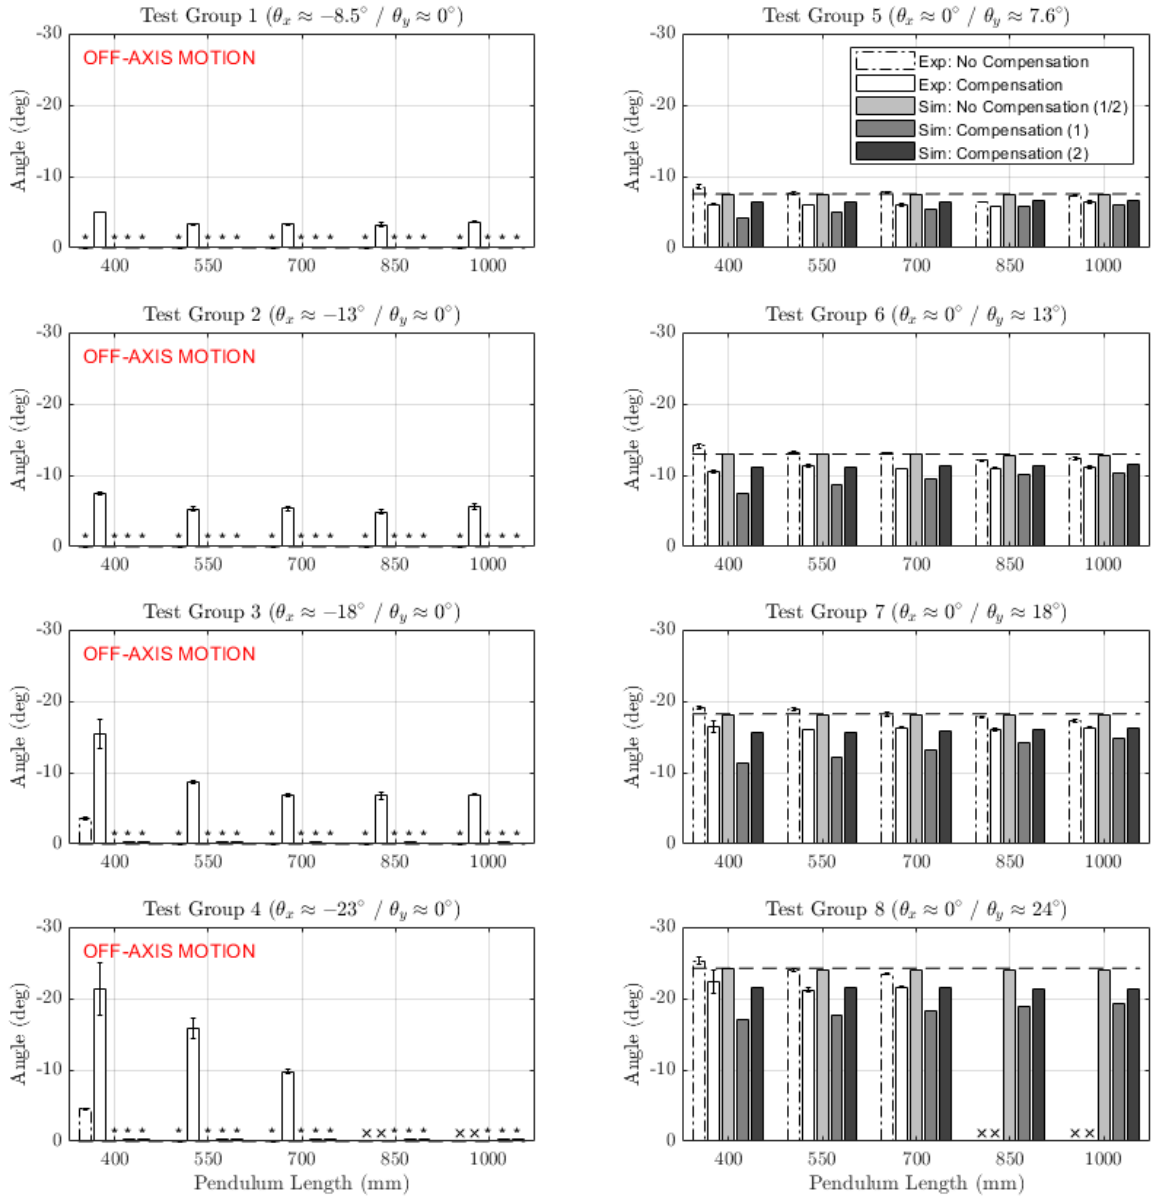 Test Group 1 (θx ≈ −8.5° / θy ≈ 0°)
OFF-AXIS MOTION
Angle (deg)
-30
-20
-10
0
* * * * * * * * * * * * * * * * * * * *
400 550 700 850 1000
Test Group 5 (θx ≈ 0° / θy ≈ 7.6°)
Exp: No Compensation
Exp: Compensation
Sim: No Compensation (1/2)
Sim: Compensation (1)
Sim: Compensation (2)
Angle (deg)
-30
-20
-10
0
400 550 700 850 1000
Test Group 2 (θx ≈ −13° / θy ≈ 0°)
OFF-AXIS MOTION
Angle (deg)
-30
-20
-10
0
* * * * * * * * * * * * * * * * * * * *
400 550 700 850 1000
Test Group 6 (θx ≈ 0° / θy ≈ 13°)
Angle (deg)
-30
-20
-10
0
400 550 700 850 1000
Test Group 3 (θx ≈ −18° / θy ≈ 0°)
OFF-AXIS MOTION
Angle (deg)
-30
-20
-10
0
* * * * * * * * * * * * * * * * * * *
400 550 700 850 1000
Test Group 7 (θx ≈ 0° / θy ≈ 18°)
Angle (deg)
-30
-20
-10
0
400 550 700 850 1000
Test Group 4 (θx ≈ −23° / θy ≈ 0°)
OFF-AXIS MOTION
Angle (deg)
-30
-20
-10
0
* * * * * * * * * * * × × * * * × × * * *
400 550 700 850 1000
Pendulum Length (mm)
Test Group 8 (θx ≈ 0° / θy ≈ 24°)
Angle (deg)
-30
-20
-10
0
× × × ×
400 550 700 850 1000
Pendulum Length (mm)